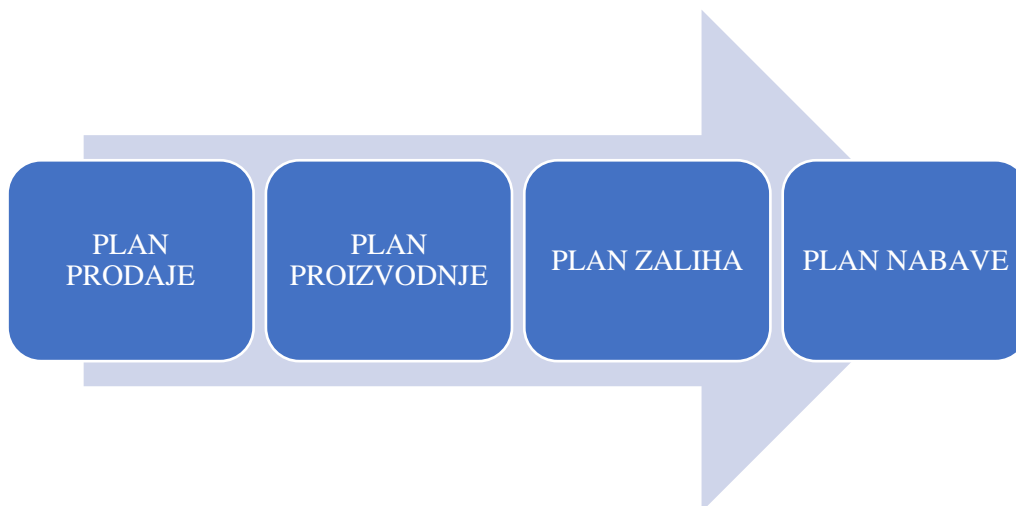 PLAN
PRODAJE
PLAN
PROIZVODNJE
PLAN ZALIHA
PLAN NABAVE